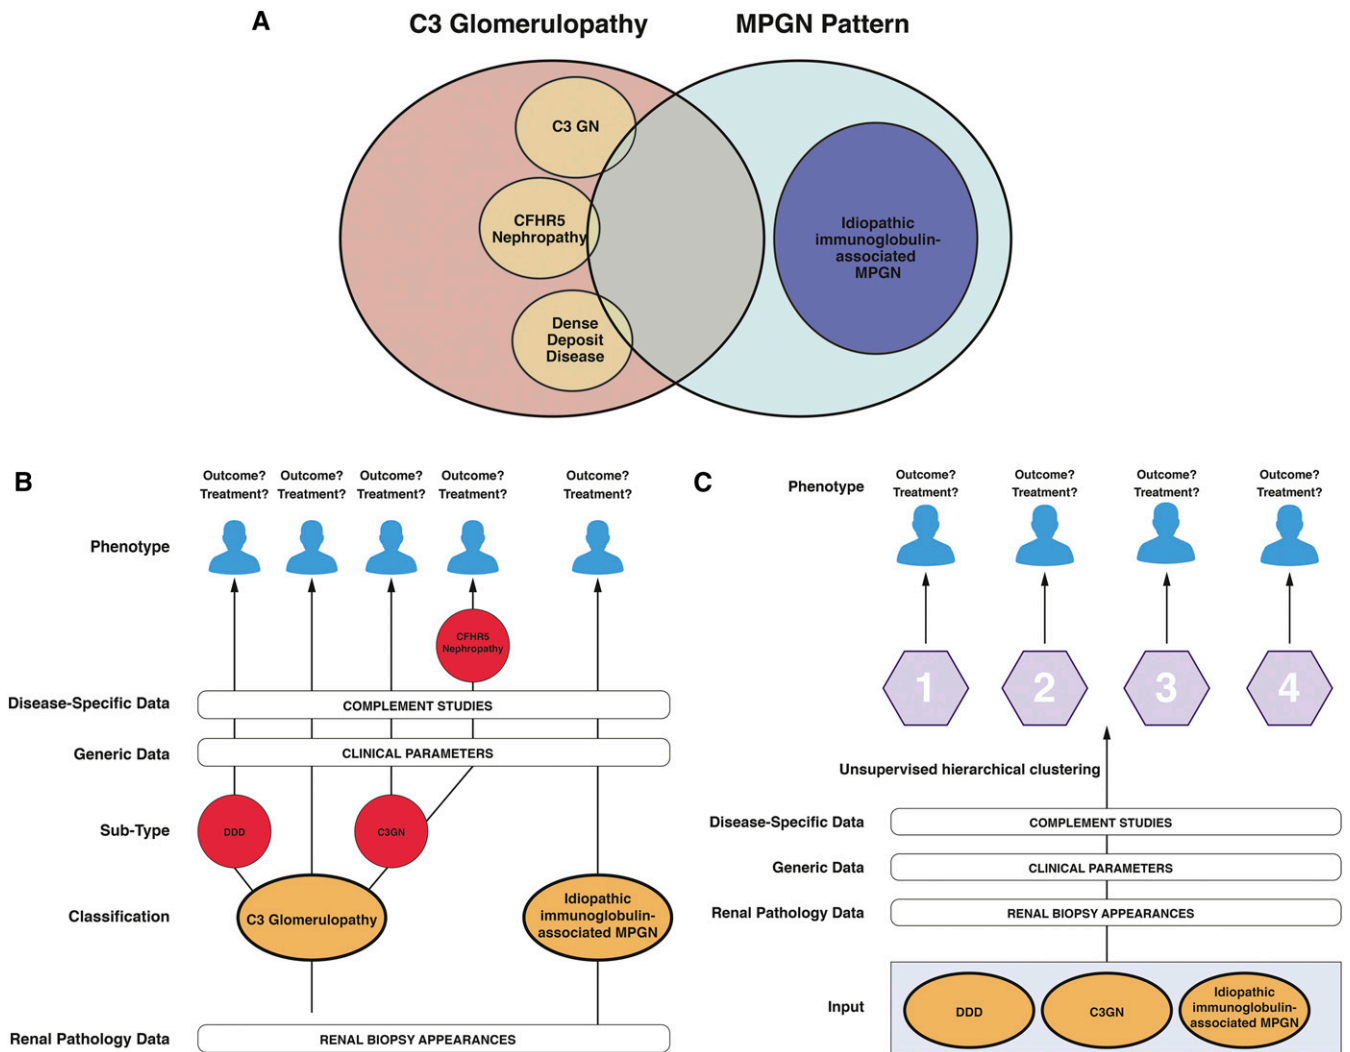 A
C3 Glomerulopathy
MPGN Pattern
C3 GN
CFHR5
Nephropathy
Dense
Deposit
Disease
Idiopathic
immunoglobulin-
associated
MPGN
B
Outcome? Outcome? Outcome? Outcome? Outcome?
Treatment? Treatment? Treatment? Treatment? Treatment?
Phenotype
CFHR5
Nephropathy
Disease-Specific Data
COMPLEMENT STUDIES
Generic Data
CLINICAL PARAMETERS
Sub-Type
DDD
C3GN
Classification
C3 Glomerulopathy
Idiopathic
immunoglobulin-
associated MPGN
Renal Pathology Data
RENAL BIOPSY APPEARANCES
C
Phenotype
Outcome? Outcome? Outcome? Outcome?
Treatment? Treatment? Treatment? Treatment?
1 2 3 4
Unsupervised hierarchical clustering
Disease-Specific Data
COMPLEMENT STUDIES
Generic Data
CLINICAL PARAMETERS
Renal Pathology Data
RENAL BIOPSY APPEARANCES
Input
DDD
C3GN
Idiopathic
immunoglobulin-
associated MPGN